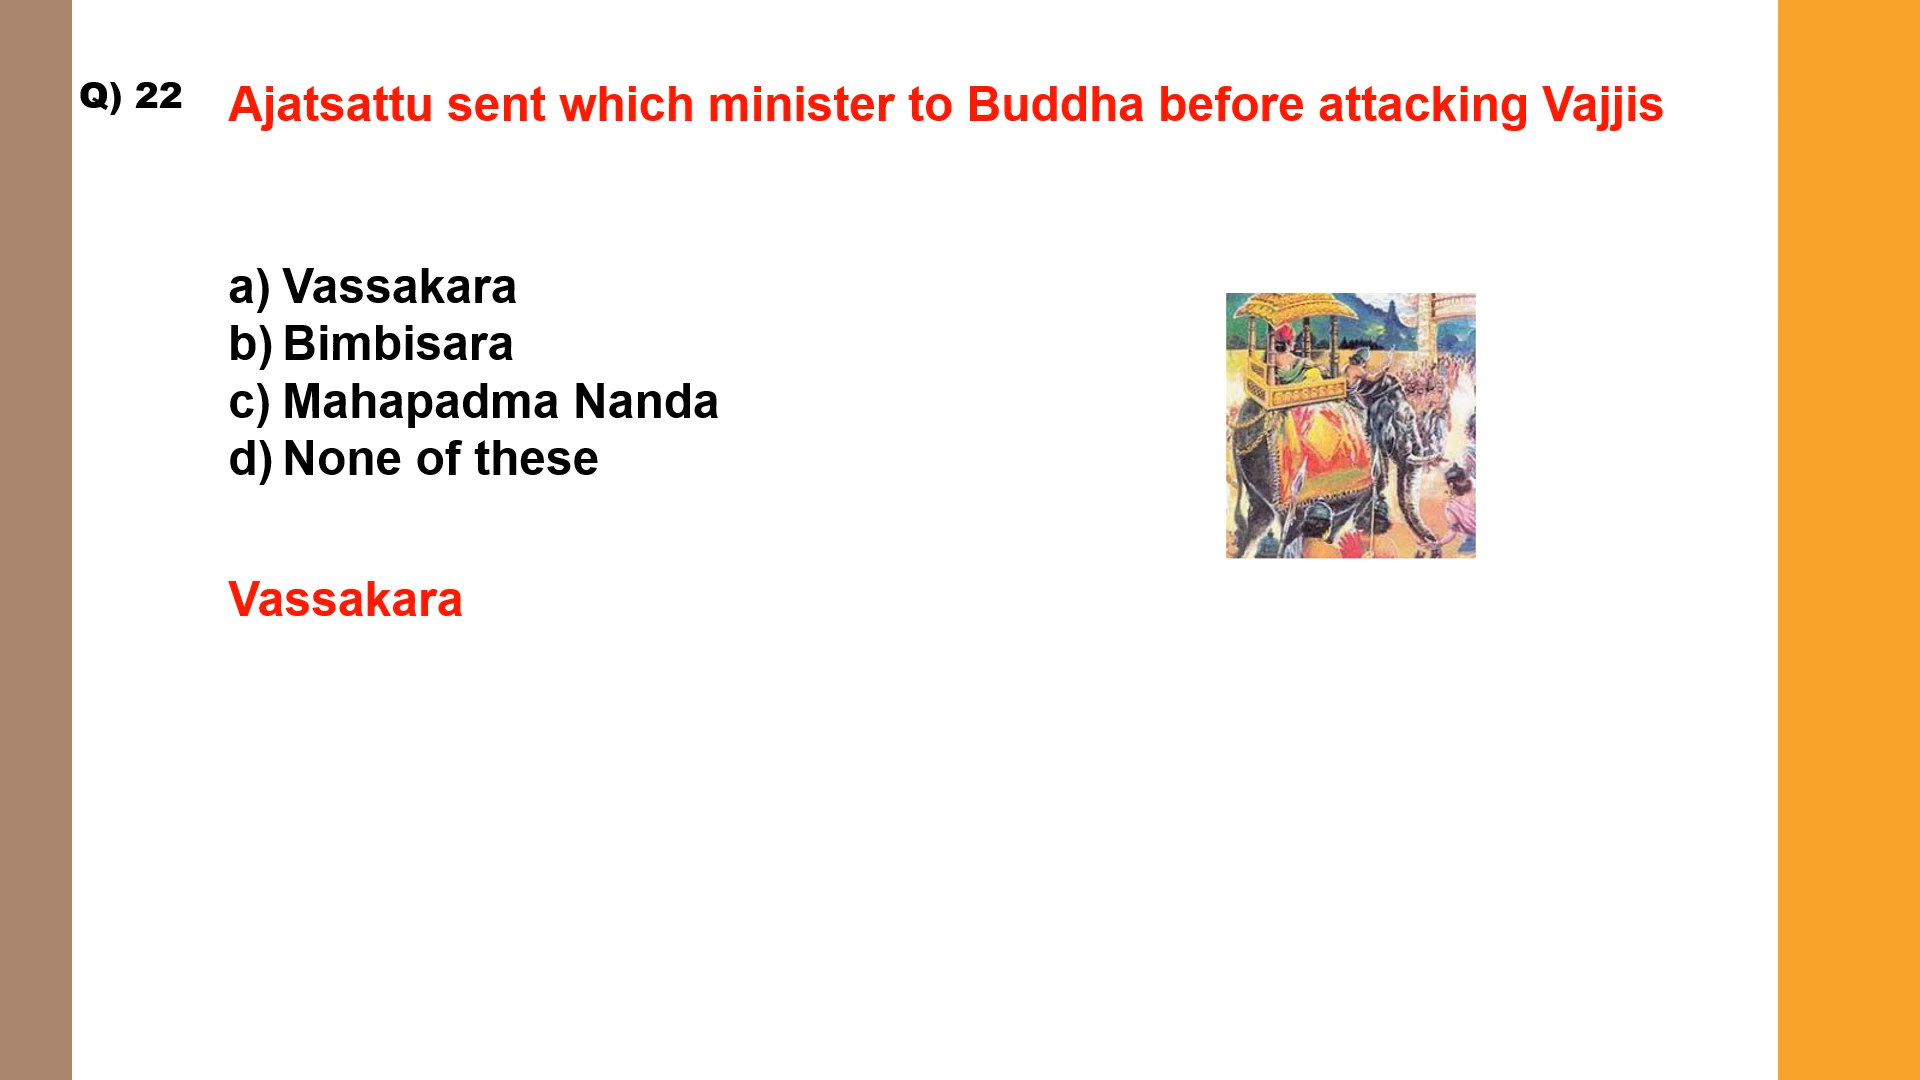 Q) 22 Ajatsattu sent which minister to Buddha before attacking Vajjis
a) Vassakara
b) Bimbisara
c) Mahapadma Nanda
d) None of these
Vassakara